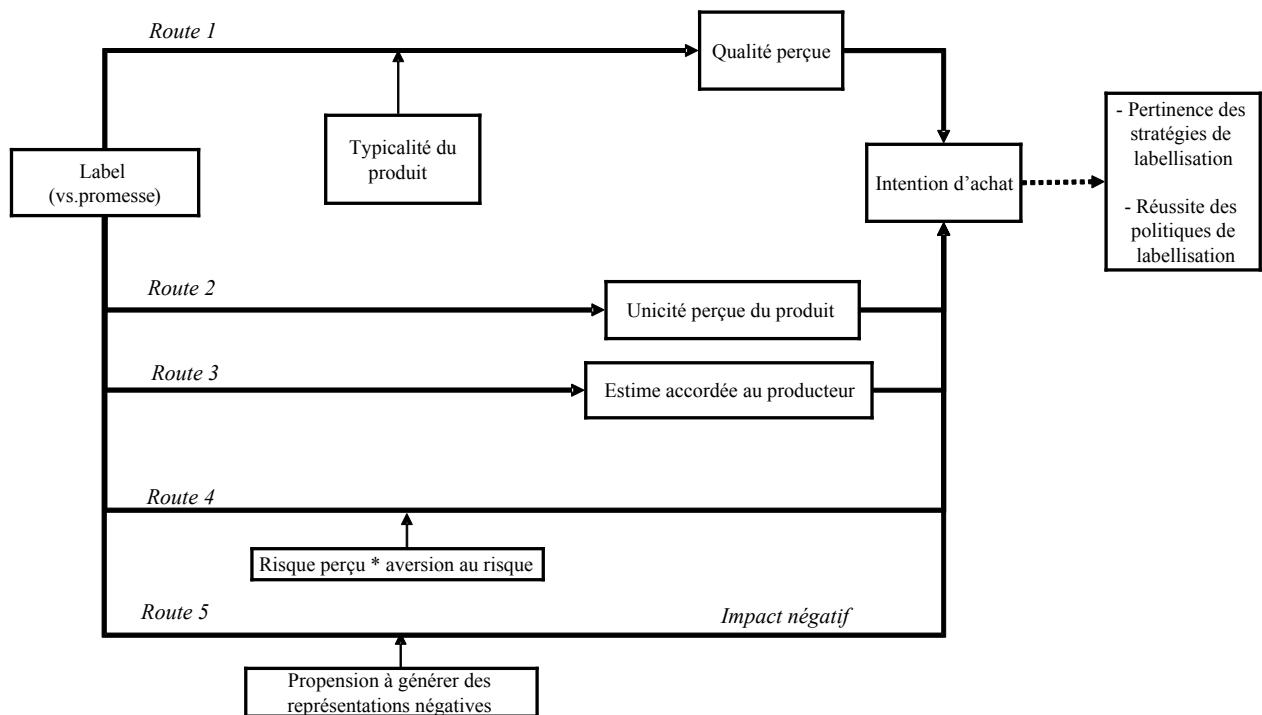 Route 1
Qualité perçue
Typicalité du
produit
Label
(vs.promesse)
Intention d'achat
- Pertinence des
stratégies de
labellisation
- Réussite des
politiques de
labellisation
Route 2
Unicité perçue du produit
Route 3
Estime accordée au producteur
Route 4
Risque perçu * aversion au risque
Route 5
Impact négatif
Propension à générer des
représentations négatives